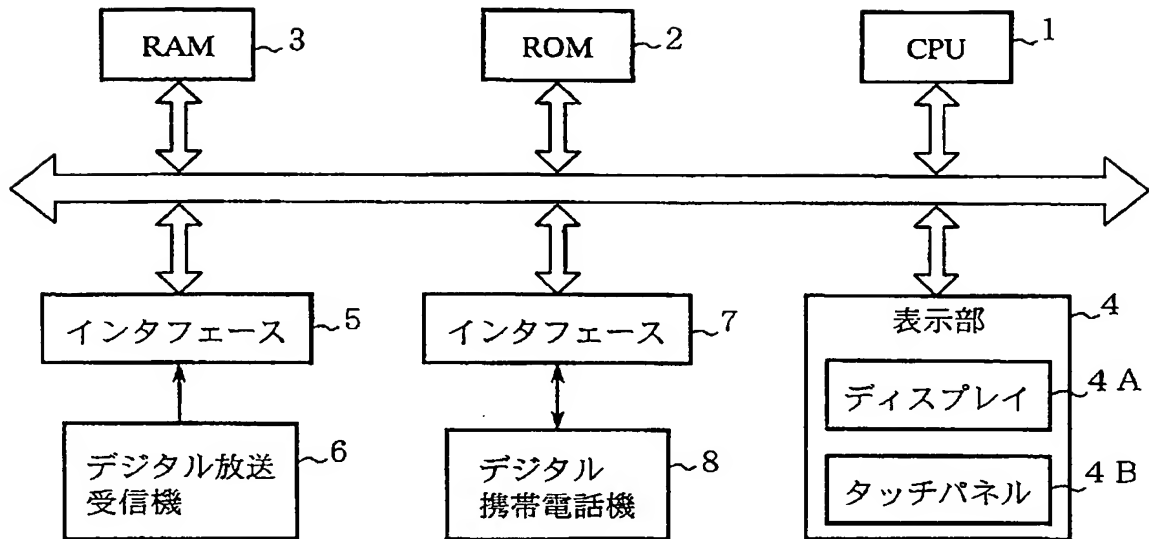 RAM 3
ROM 2
CPU 1
インタフェース 5
インタフェース 7
表示部 4
ディスプレイ 4A
タッチパネル 4B
デジタル放送 6
受信機
デジタル 8
携帯電話機